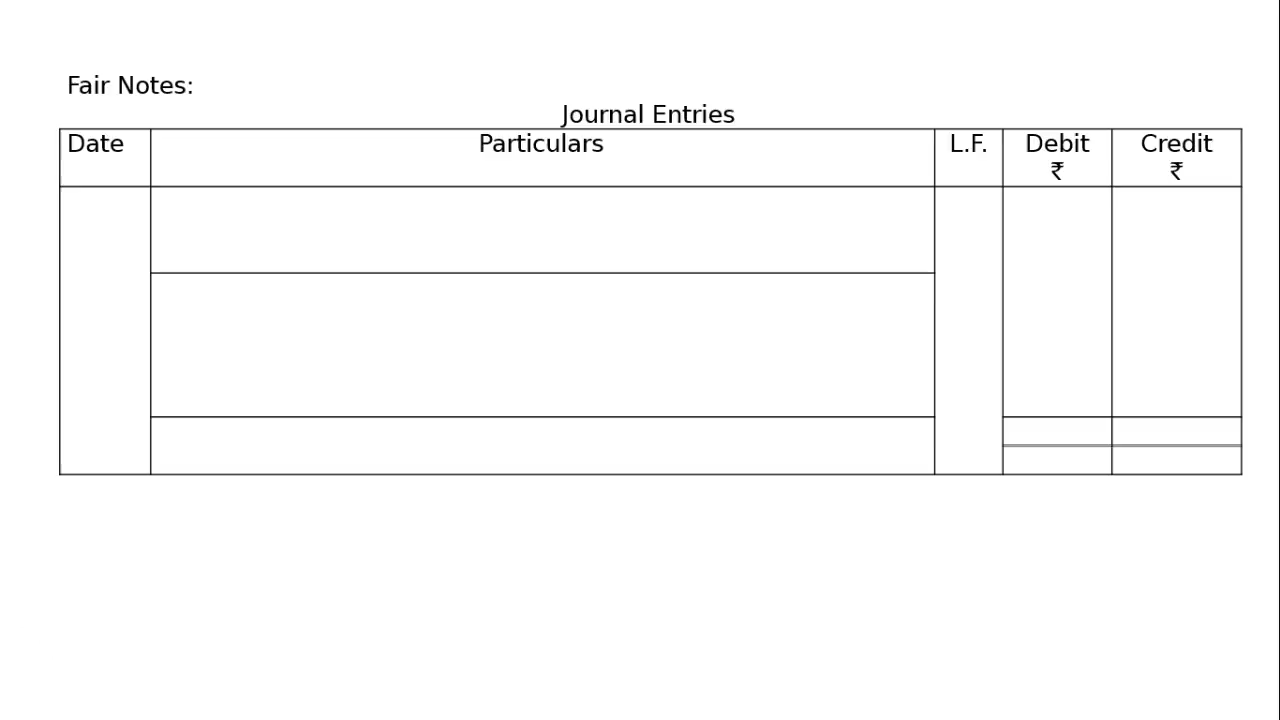 Fair Notes:
Journal Entries
Date Particulars L.F. Debit Credit
₹ ₹